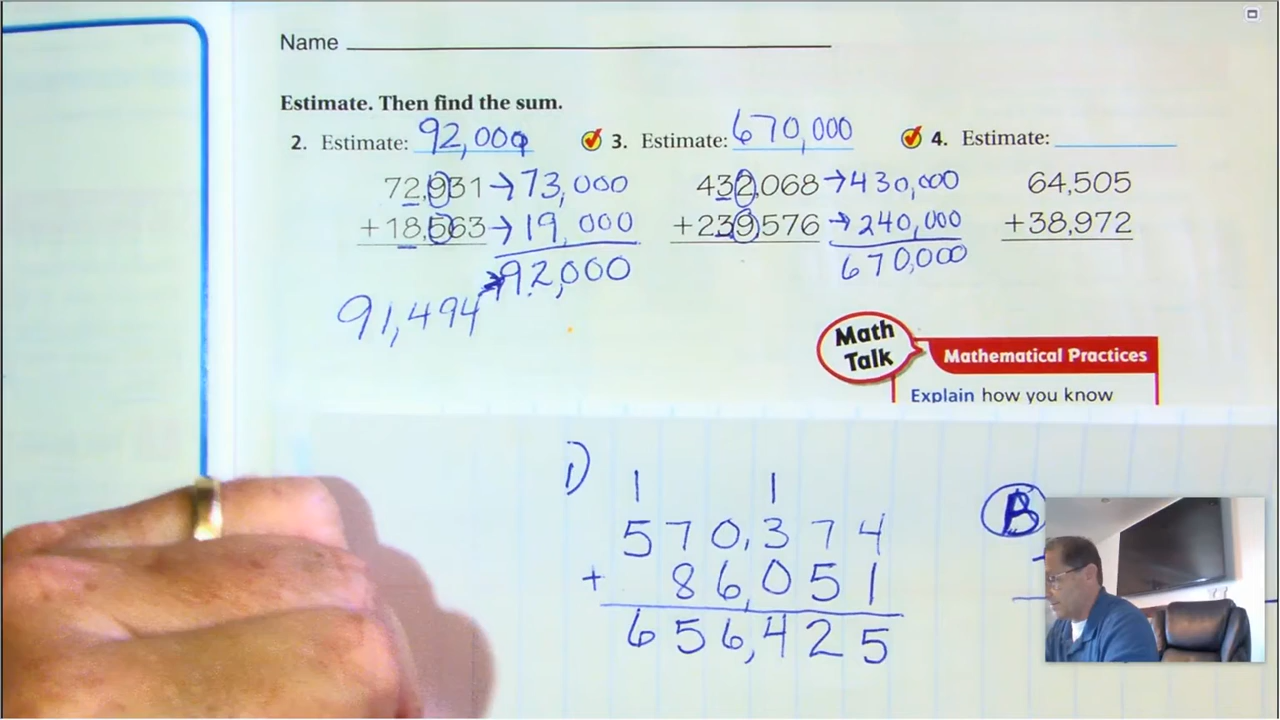 Name
Estimate. Then find the sum.
2. Estimate: 92,000
3. Estimate: 670,000
4. Estimate:
72,931 → 73,000
+18,563 → 19,000
92,000
91,494
432,068 → 430,000
+239,576 → 240,000
670,000
64,505
+38,972
Math Talk
Mathematical Practices
Explain how you know
1)
1 1
570,374
+ 86,051
656,425
B